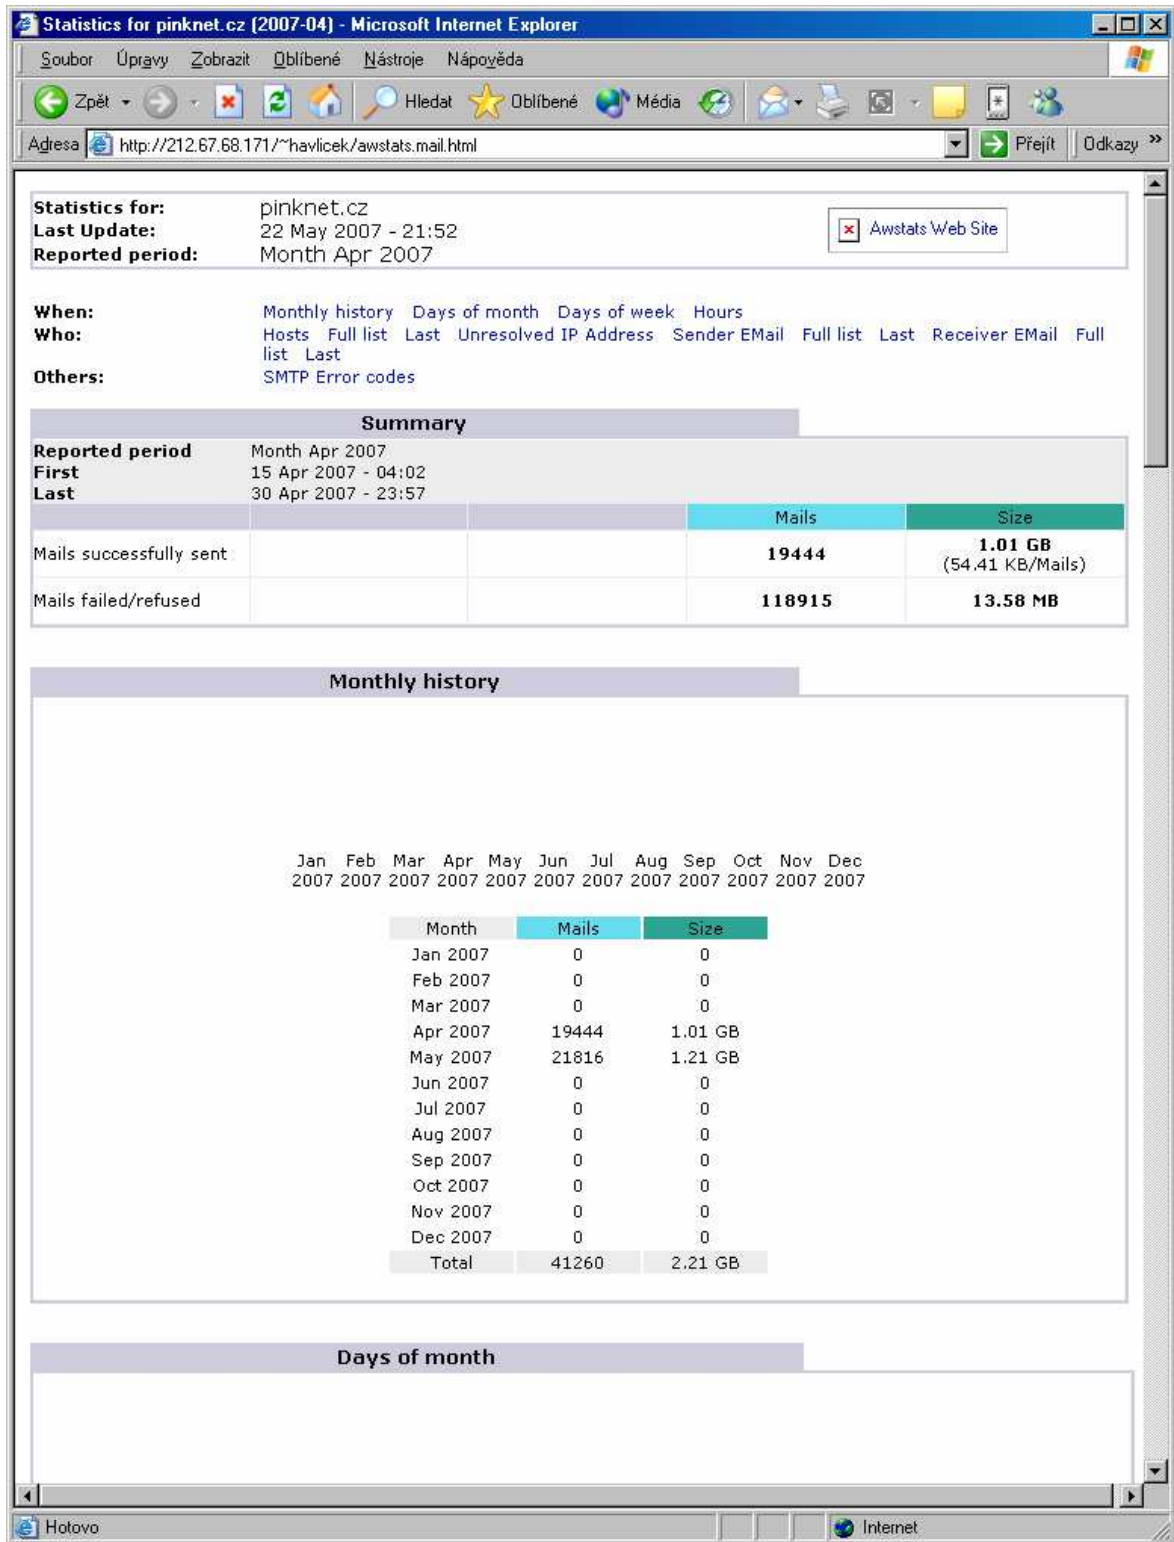 Statistics for pinknet.cz (2007-04) - Microsoft Internet Explorer
Soubor Úpravy Zobrazit Oblíbené Nástroje Nápověda
Zpět Hledat Oblíbené Média
Adresa http://212.67.68.171/~havlicek/awstats.mail.html Přejít Odkazy »
Statistics for: pinknet.cz
Last Update: 22 May 2007 - 21:52
Reported period: Month Apr 2007
Awstats Web Site
When: Monthly history Days of month Days of week Hours
Who: Hosts Full list Last Unresolved IP Address Sender EMail Full list Last Receiver EMail Full
list Last
Others: SMTP Error codes
Summary
Reported period Month Apr 2007
First 15 Apr 2007 - 04:02
Last 30 Apr 2007 - 23:57
Mails Size
Mails successfully sent 19444 1.01 GB
(54.41 KB/Mails)
Mails failed/refused 118915 13.58 MB
Monthly history
Jan Feb Mar Apr May Jun Jul Aug Sep Oct Nov Dec
2007 2007 2007 2007 2007 2007 2007 2007 2007 2007 2007 2007
Month Mails Size
Jan 2007 0 0
Feb 2007 0 0
Mar 2007 0 0
Apr 2007 19444 1.01 GB
May 2007 21816 1.21 GB
Jun 2007 0 0
Jul 2007 0 0
Aug 2007 0 0
Sep 2007 0 0
Oct 2007 0 0
Nov 2007 0 0
Dec 2007 0 0
Total 41260 2.21 GB
Days of month
Hotovo Internet